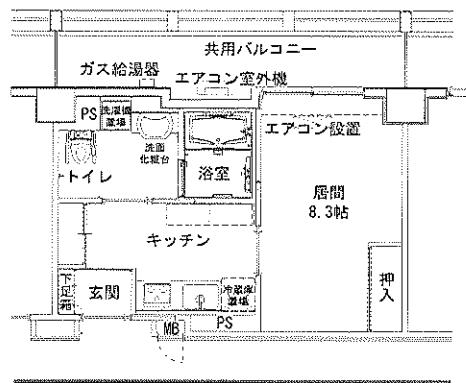 共用バルコニー
ガス給湯器
エアコン室外機
PS
洗濯機
置場
洗面
化粧台
エアコン設置
トイレ
浴室
居間
8.3帖
キッチン
押入
下足箱
玄関
冷蔵庫
置場
MB
PS